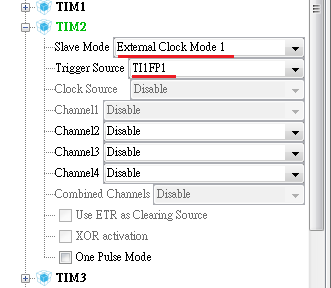 TIM1
TIM2
Slave Mode External Clock Mode 1
Trigger Source TI1FP1
Clock Source Disable
Channel1 Disable
Channel2 Disable
Channel3 Disable
Channel4 Disable
Combined Channels Disable
Use ETR as Clearing Source
XOR activation
One Pulse Mode
TIM3